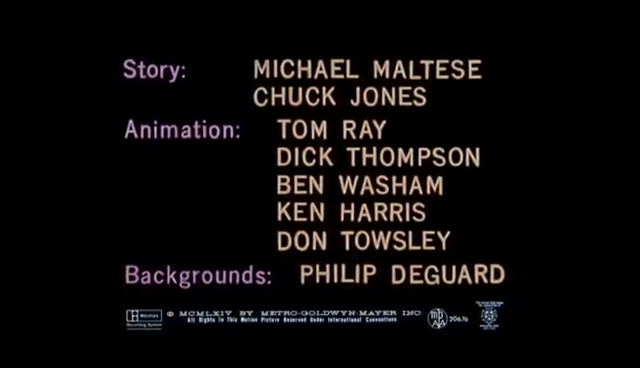 Story: MICHAEL MALTESE
CHUCK JONES
Animation: TOM RAY
DICK THOMPSON
BEN WASHAM
KEN HARRIS
DON TOWSLEY
Backgrounds: PHILIP DEGUARD
© MCMLXIV BY METRO-GOLDWYN-MAYER INC.
All Rights In This Motion Picture Reserved Under International Conventions